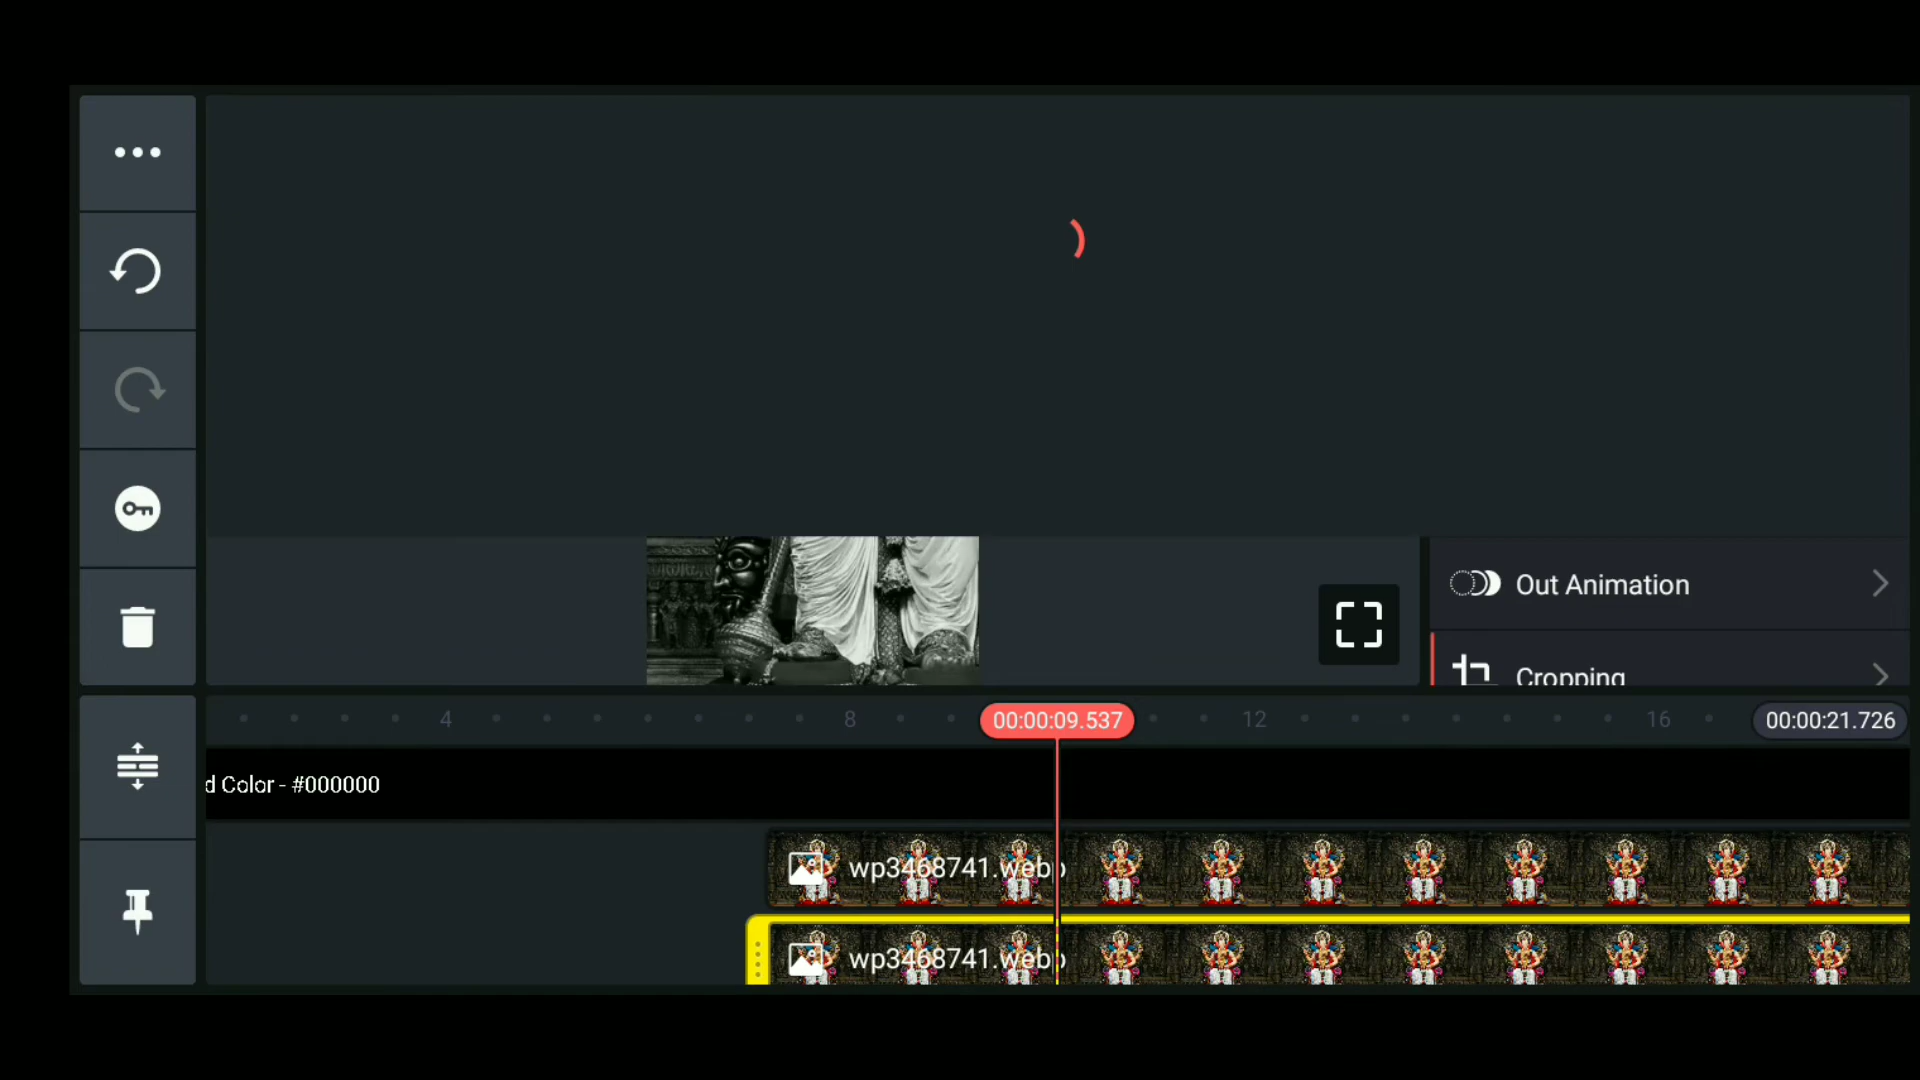 Out Animation
Cropping
4
8
00:00:09.537
12
16
00:00:21.726
d Color - #000000
wp3468741.webp
wp3468741.webp